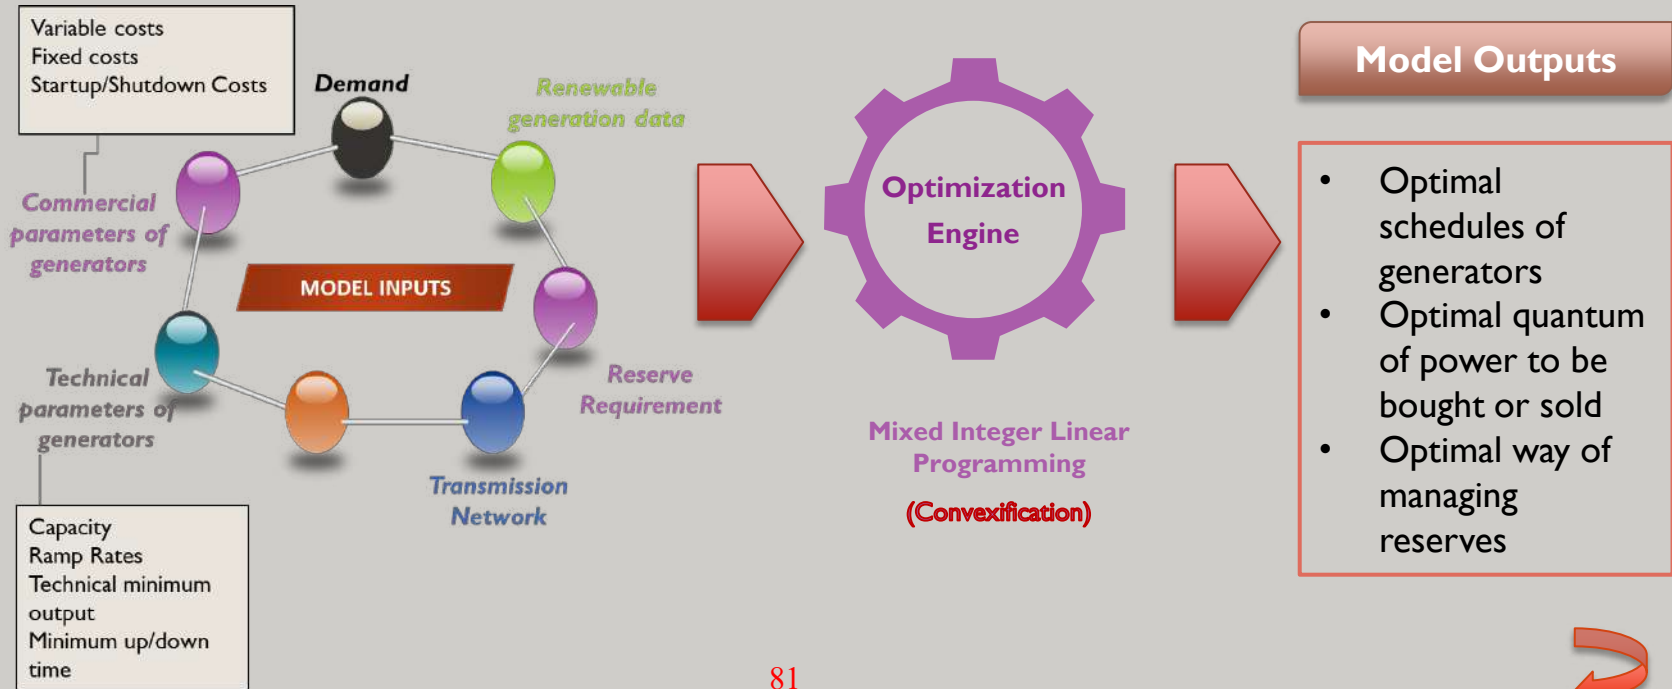 Variable costs
Fixed costs
Startup/Shutdown Costs
Demand
Renewable
generation data
Commercial
parameters of
generators
MODEL INPUTS
Technical
parameters of
generators
Reserve
Requirement
Transmission
Network
Capacity
Ramp Rates
Technical minimum
output
Minimum up/down
time
Optimization
Engine
Mixed Integer Linear
Programming
(Convexification)
Model Outputs
• Optimal
schedules of
generators
• Optimal quantum
of power to be
bought or sold
• Optimal way of
managing
reserves
81